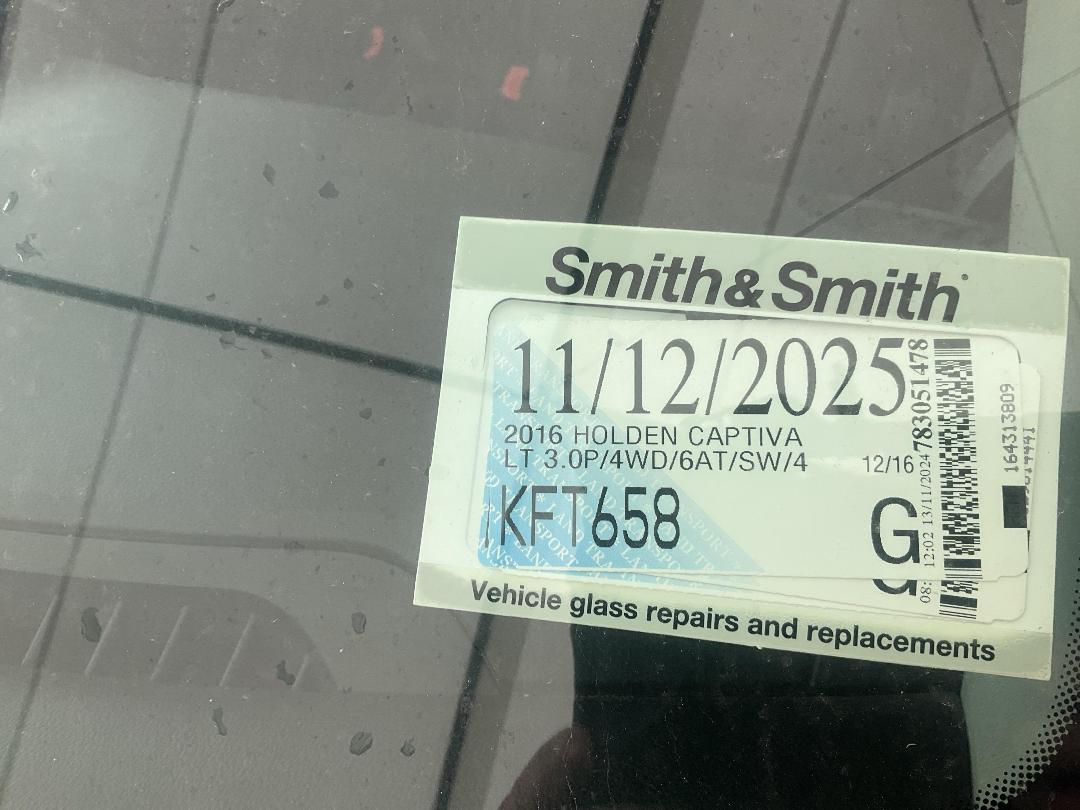 Smith&Smith
11/12/2025
2016 HOLDEN CAPTIVA
LT 3.0P/4WD/6AT/SW/4
12/16
KFT658
G
783051478
12:02 13/11/2024
164313809
Vehicle glass repairs and replacements